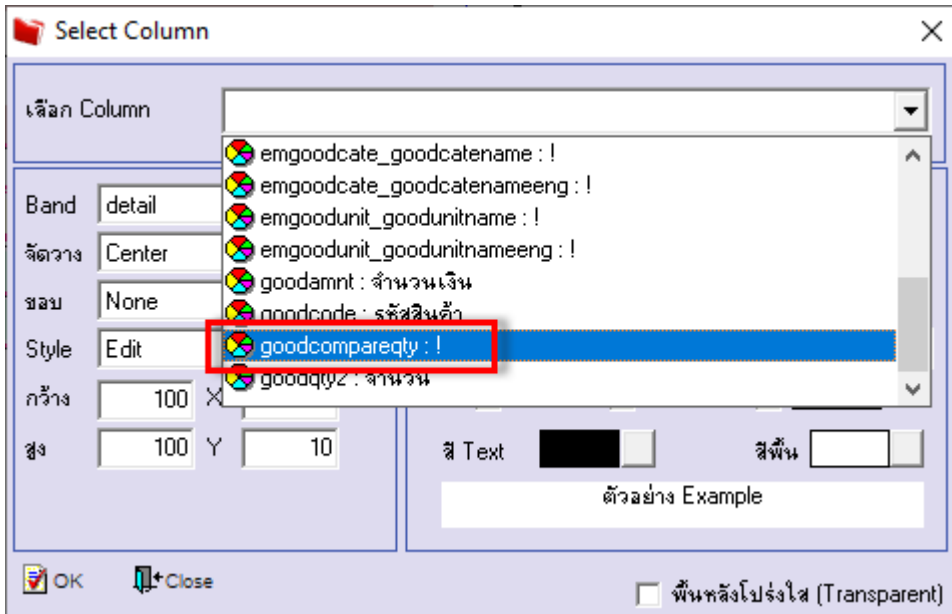 Select Column
เลือก Column
emgoodcate_goodcatename : !
emgoodcate_goodcatenameeng : !
emgoodunit_goodunitname : !
emgoodunit_goodunitnameeng : !
goodamnt : จำนวนเงิน
goodcode : รหัสสินค้า
goodcompareqty : !
goodqty2 : จำนวน
Band detail
จัดวาง Center
ขอบ None
Style Edit
กว้าง 100 X
สูง 100 Y 10
สี Text สีพื้น
ตัวอย่าง Example
OK Close
พื้นหลังโปร่งใส (Transparent)